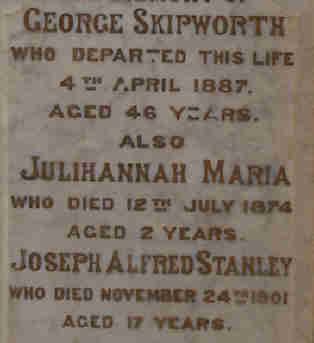 GEORGE SKIPWORTH
WHO DEPARTED THIS LIFE
4TH APRIL 1887.
AGED 46 YEARS.
ALSO
JULIHANNAH MARIA
WHO DIED 12TH JULY 1874
AGED 2 YEARS.
JOSEPH ALFRED STANLEY
WHO DIED NOVEMBER 24TH 1901
AGED 17 YEARS.